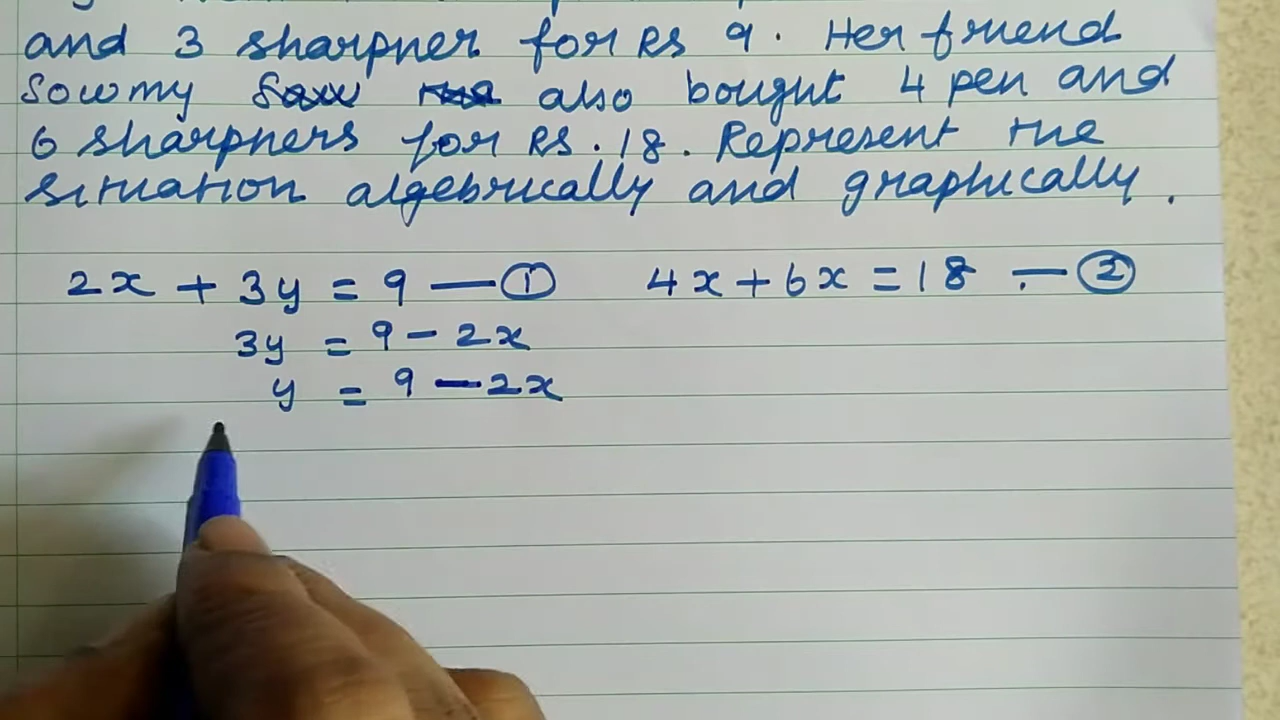 and 3 sharpner for Rs 9. Her friend
Sowmy also bought 4 pen and
6 sharpners for Rs. 18. Represent the
situation algebrically and graphically.
2x + 3y = 9 — ① 4x + 6x = 18 . — ②
3y = 9 - 2x
y = 9 — 2x